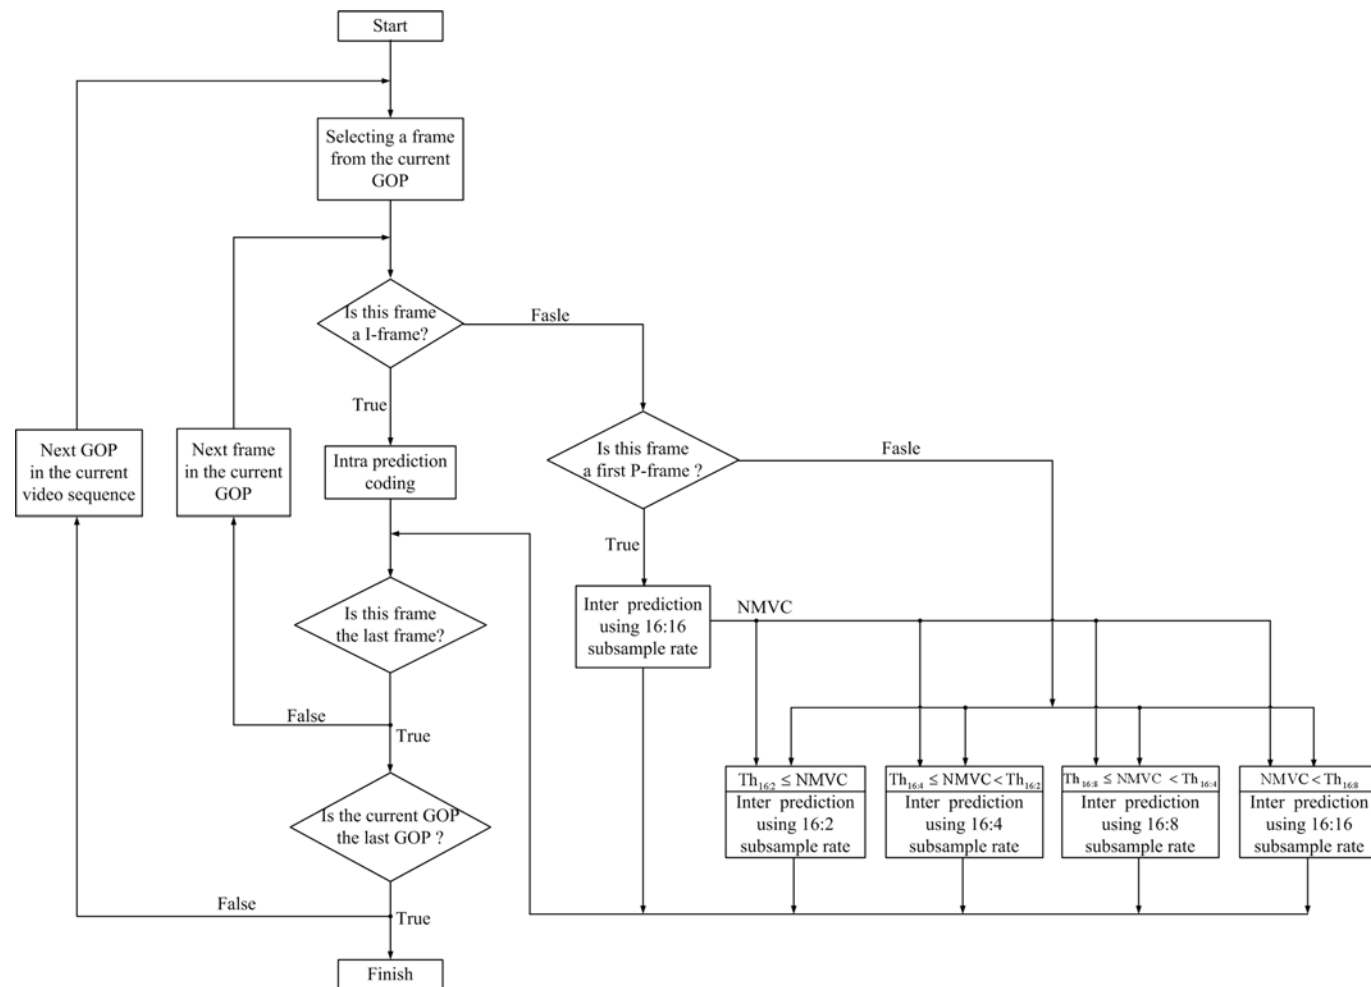 Start
Selecting a frame
from the current
GOP
Is this frame
a I-frame?
Fasle
True
Next GOP
in the current
video sequence
Next frame
in the current
GOP
Intra prediction
coding
Is this frame
a first P-frame ?
Fasle
True
Is this frame
the last frame?
Inter prediction
using 16:16
subsample rate
NMVC
False
True
Th16:2 ≤ NMVC
Inter prediction
using 16:2
subsample rate
Th16:4 ≤ NMVC < Th16:2
Inter prediction
using 16:4
subsample rate
Th16:8 ≤ NMVC < Th16:4
Inter prediction
using 16:8
subsample rate
NMVC < Th16:8
Inter prediction
using 16:16
subsample rate
Is the current GOP
the last GOP ?
False
True
Finish